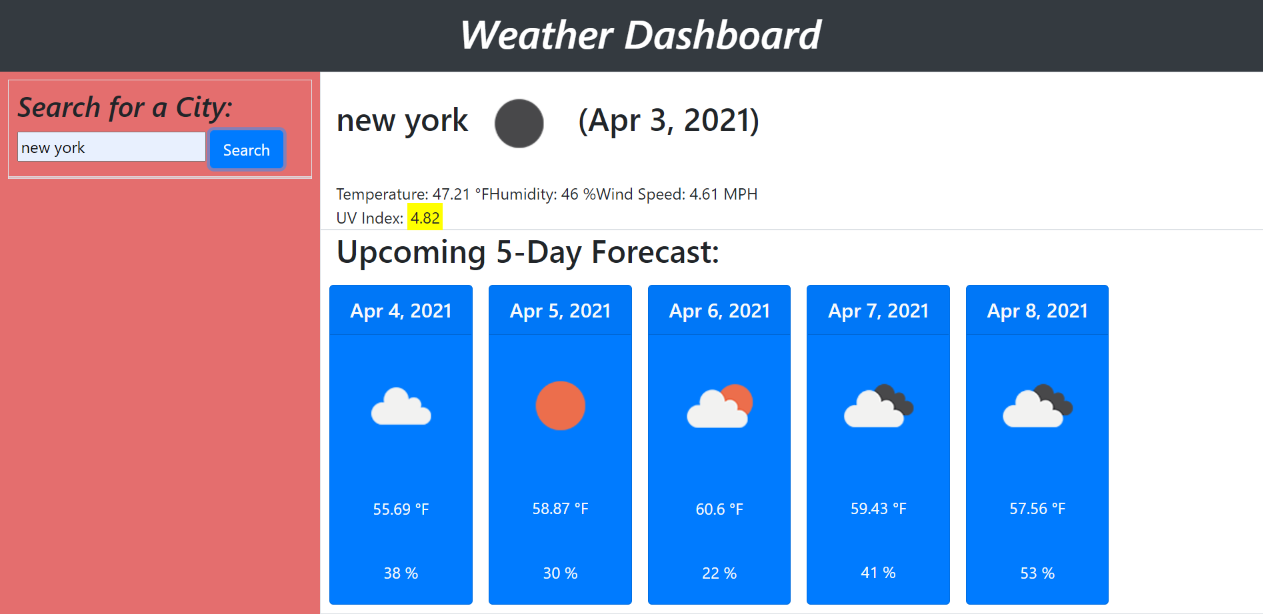 Weather Dashboard
Search for a City:
new york
Search
new york (Apr 3, 2021)
Temperature: 47.21 °FHumidity: 46 %Wind Speed: 4.61 MPH
UV Index: 4.82
Upcoming 5-Day Forecast:
Apr 4, 2021
55.69 °F
38 %
Apr 5, 2021
58.87 °F
30 %
Apr 6, 2021
60.6 °F
22 %
Apr 7, 2021
59.43 °F
41 %
Apr 8, 2021
57.56 °F
53 %